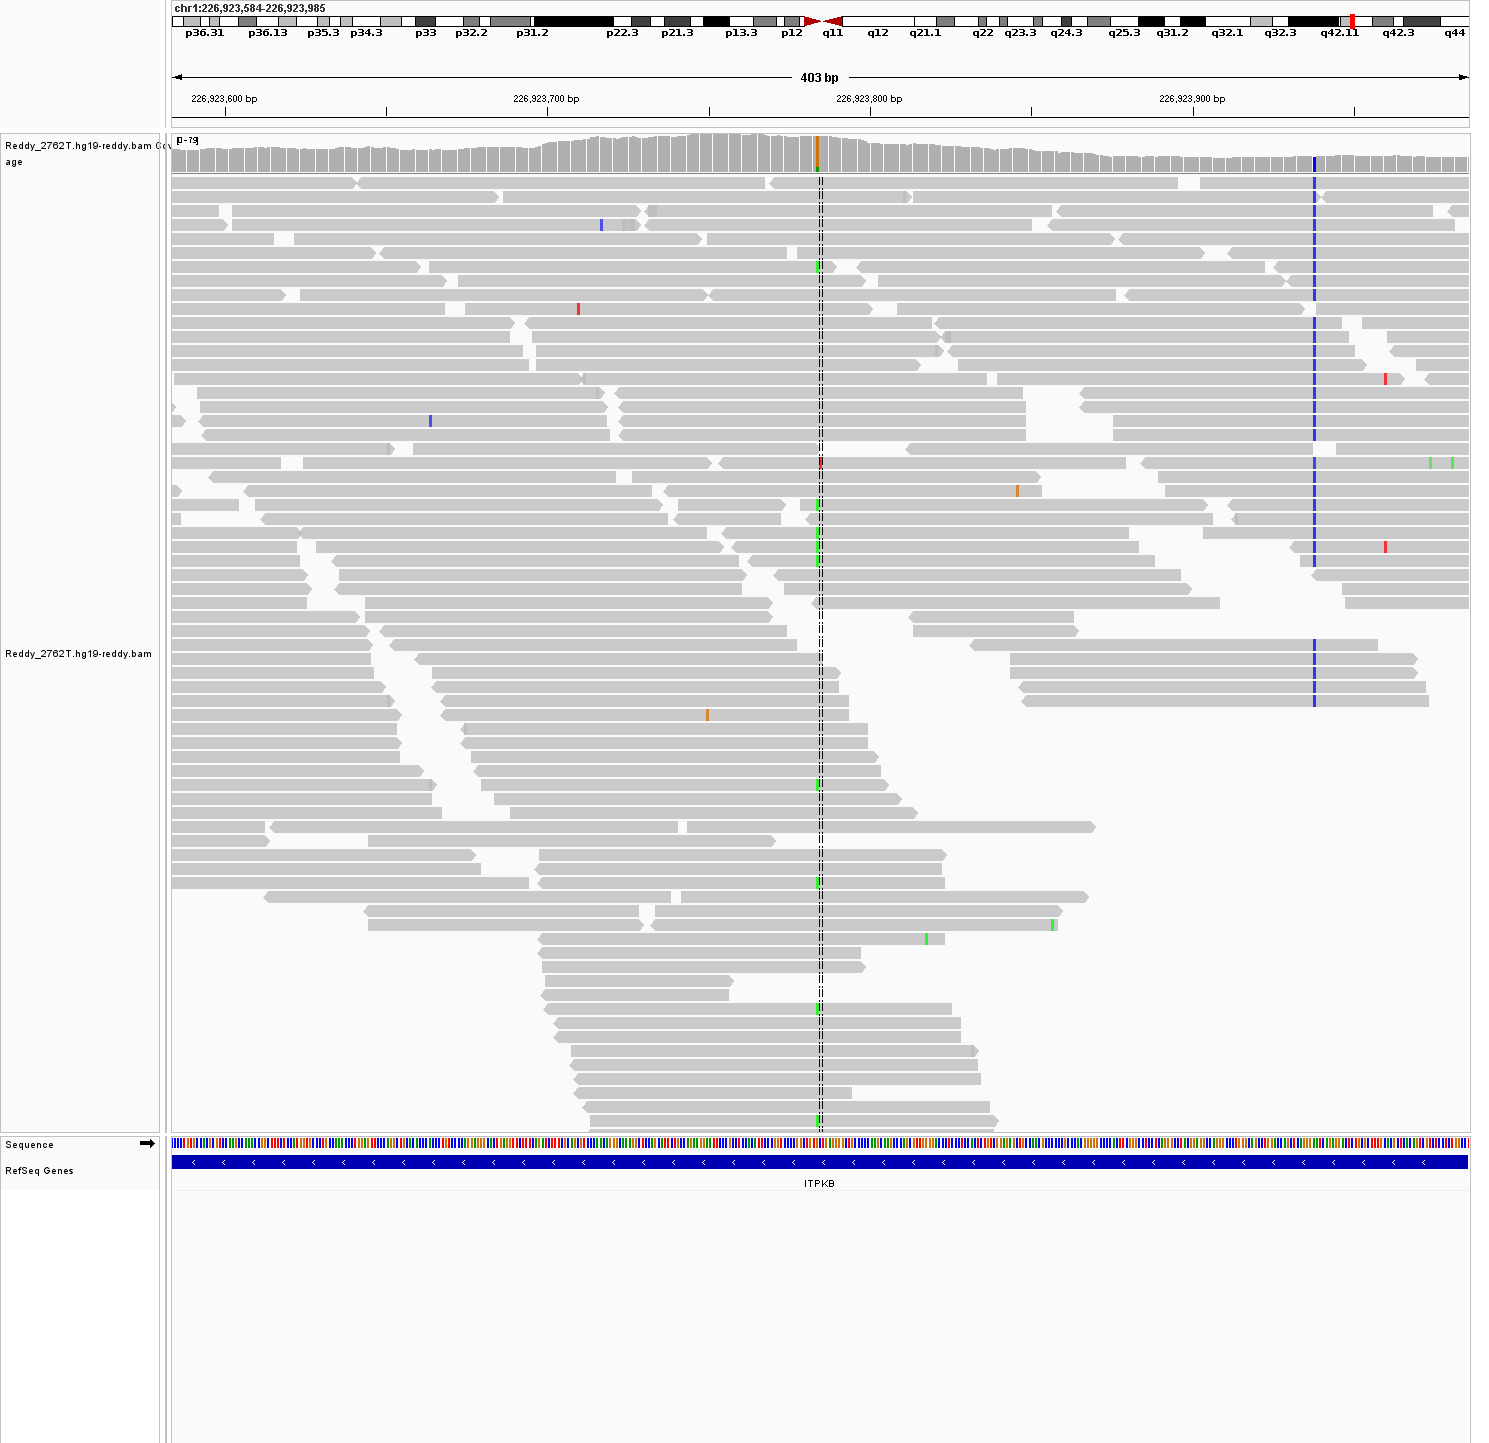 chr1:226,923,584-226,923,985
p36.31 p36.13 p35.3 p34.3 p33 p32.2 p31.2 p22.3 p21.3 p13.3 p12 q11 q12 q21.1 q22 q23.3 q24.3 q25.3 q31.2 q32.1 q32.3 q42.11 q42.3 q44
403 bp
226,923,600 bp 226,923,700 bp 226,923,800 bp 226,923,900 bp
[0-79]
Reddy_2762T.hg19-reddy.bam Cov
age
Reddy_2762T.hg19-reddy.bam
Sequence
RefSeq Genes
ITPKB